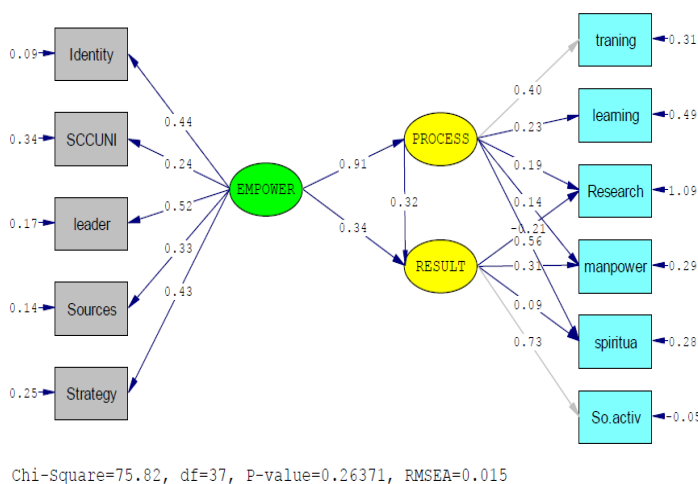 0.09
Identity
0.34
SCCUNI
0.17
leader
0.14
Sources
0.25
Strategy
0.44
0.24
0.52
0.33
0.43
EMPOWER
0.91
0.34
PROCESS
0.32
RESULT
0.40
0.23
0.19
0.14
-0.21
0.56
0.31
0.09
0.73
traning
0.31
learning
0.49
Research
1.09
manpower
0.29
spiritua
0.28
So.activ
-0.05
Chi-Square=75.82, df=37, P-value=0.26371, RMSEA=0.015